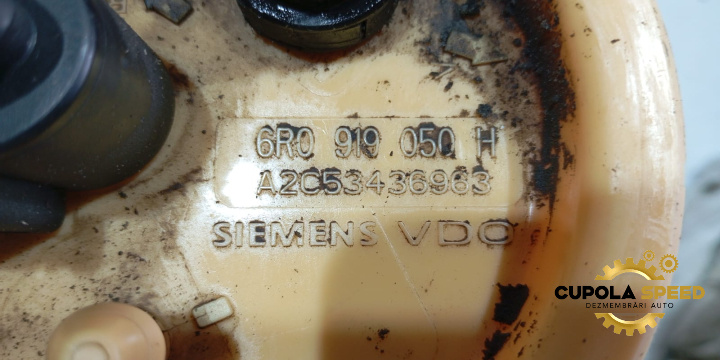 6R0 919 050 H
A2C53436963
SIEMENS VDO
CUPOLA SPEED
DEZMEMBRĂRI AUTO